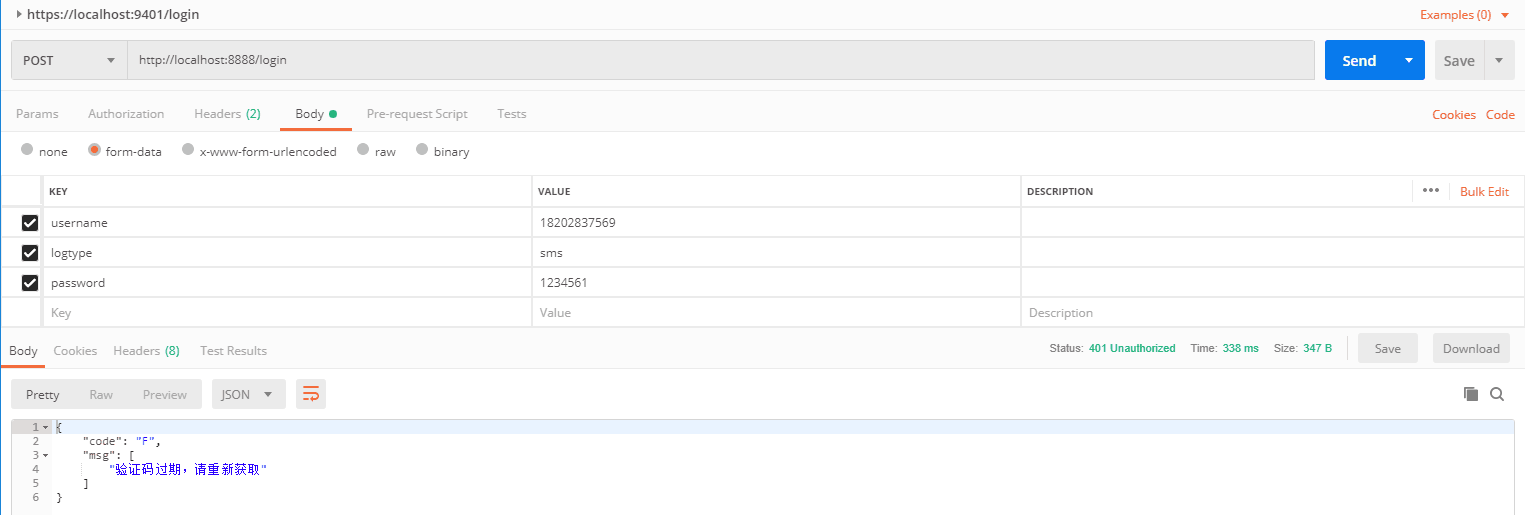 https://localhost:9401/login Examples (0)
POST http://localhost:8888/login Send Save
Params Authorization Headers (2) Body Pre-request Script Tests Cookies Code
none form-data x-www-form-urlencoded raw binary
KEY VALUE DESCRIPTION ••• Bulk Edit
username 18202837569
logtype sms
password 1234561
Key Value Description
Body Cookies Headers (8) Test Results Status: 401 Unauthorized Time: 338 ms Size: 347 B Save Download
Pretty Raw Preview JSON
1 {
2 "code": "F",
3 "msg": [
4 "验证码过期，请重新获取"
5 ]
6 }